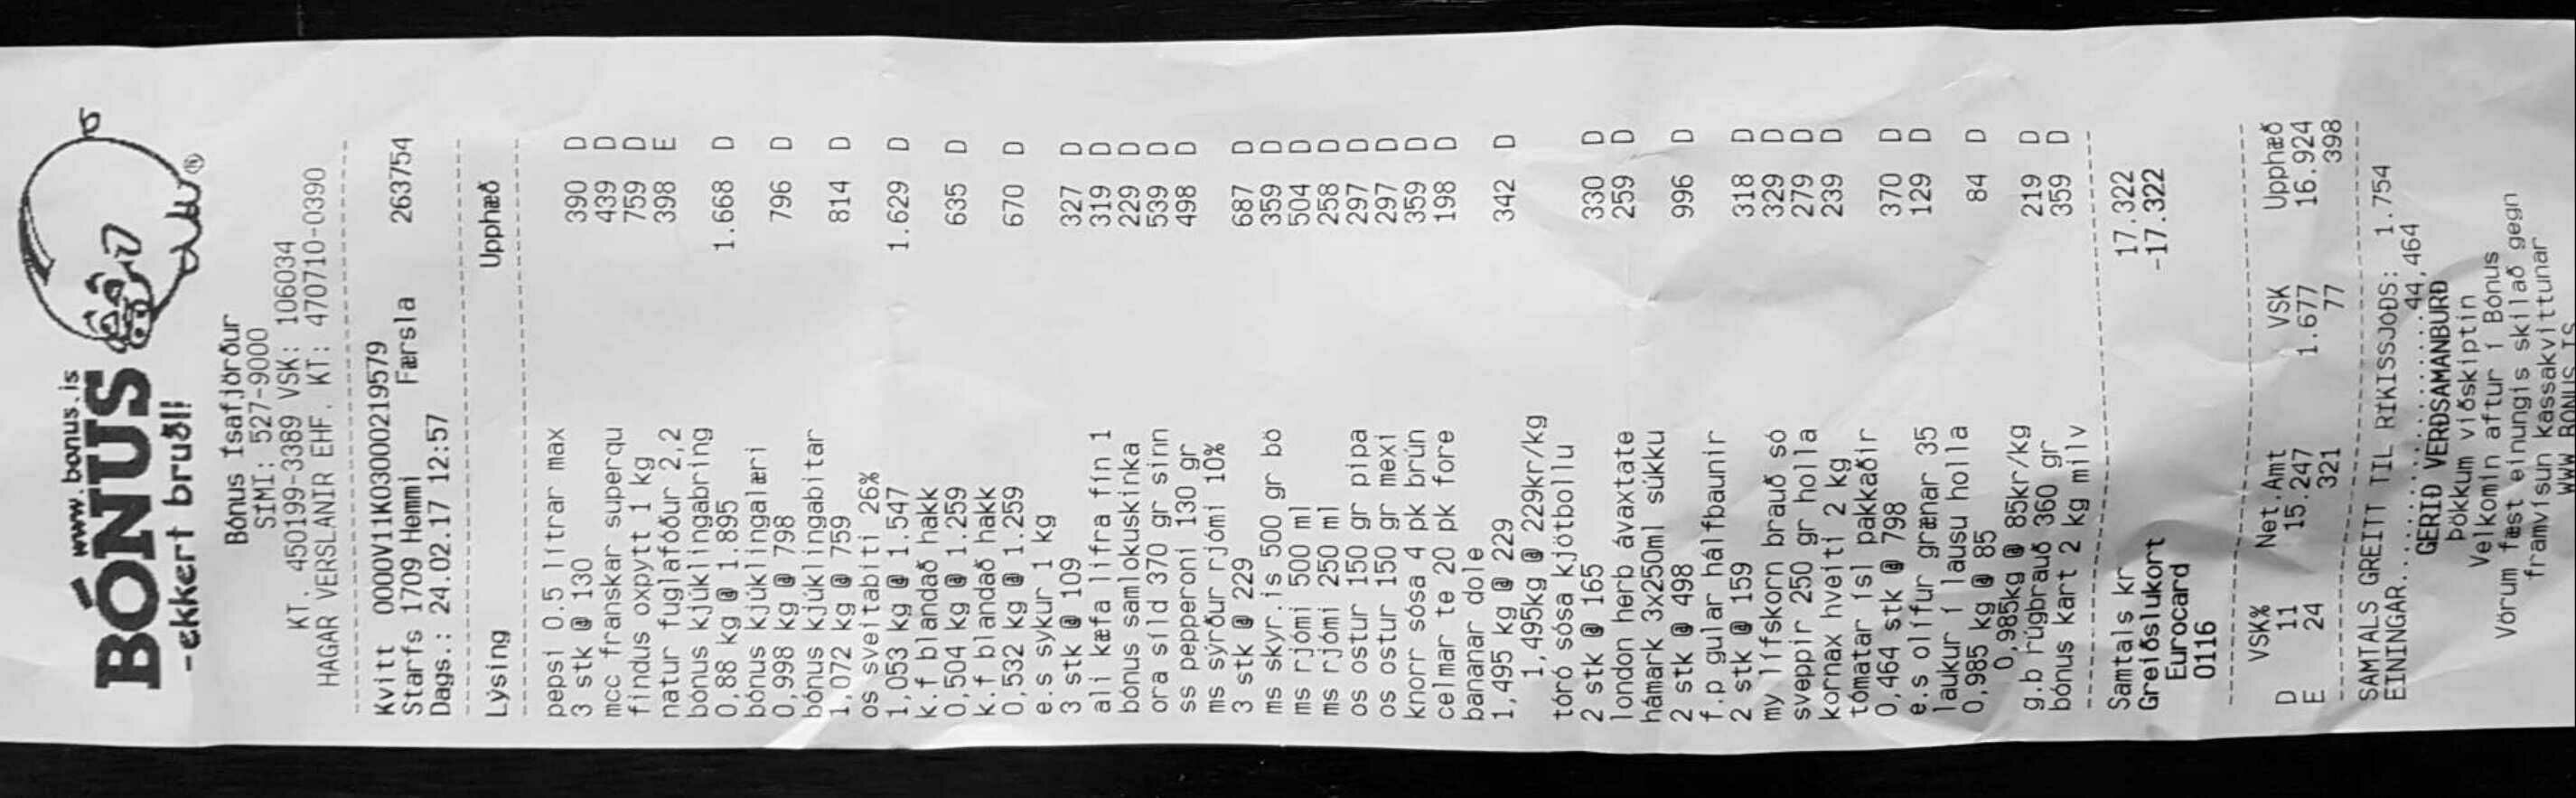 www.bonus.is
BÓNUS
-ekkert bruðl!
®
Bónus Ísafjörður
SÍMI: 527-9000
KT. 450199-3389 VSK: 106034
HAGAR VERSLANIR EHF. KT: 470710-0390
Kvitt 0000V11K03000219579
Starfs 1709 Hemmi Færsla 263754
Dags.: 24.02.17 12:57
Lýsing Upphæð
pepsi 0.5 lítrar max
3 stk @ 130 390 D
mcc franskar superqu 439 D
findus oxpytt 1 kg 759 D
natur fuglafóður 2,2 398 E
bónus kjúklingabring
0,88 kg @ 1.895 1.668 D
bónus kjúklingalæri
0,998 kg @ 798 796 D
bónus kjúklingabitar
1,072 kg @ 759 814 D
os sveitabiti 26%
1,053 kg @ 1.547 1.629 D
k.f blandað hakk
0,504 kg @ 1.259 635 D
k.f blandað hakk
0,532 kg @ 1.259 670 D
e.s sykur 1 kg
3 stk @ 109 327 D
ali kæfa lifra fín 1 319 D
bónus samlokuskinka 229 D
ora síld 370 gr sinn 539 D
ss pepperoni 130 gr 498 D
ms sýrður rjómi 10%
3 stk @ 229 687 D
ms skyr.is 500 gr bö 359 D
ms rjómi 500 ml 504 D
ms rjómi 250 ml 258 D
os ostur 150 gr pipa 297 D
os ostur 150 gr mexi 297 D
knorr sósa 4 pk brún 359 D
celmar te 20 pk fore 198 D
bananar dole
1,495 kg @ 229 342 D
1,495kg @ 229kr/kg
tóró sósa kjötbollu
2 stk @ 165 330 D
london herb ávaxtate 259 D
hámark 3x250ml súkku
2 stk @ 498 996 D
f.p gular hálfbaunir
2 stk @ 159 318 D
my lífskorn brauð só 329 D
sveppir 250 gr holla 279 D
kornax hveiti 2 kg 239 D
tómatar ísl pakkaðir
0,464 stk @ 798 370 D
e.s olífur grænar 35 129 D
laukur í lausu holla
0,985 kg @ 85 84 D
0,985kg @ 85kr/kg
g.b rúgbrauð 360 gr 219 D
bónus kart 2 kg milv 359 D
Samtals kr 17.322
Greiðslukort -17.322
Eurocard
0116
VSK% Net.Amt VSK Upphæð
D 11 15.247 1.677 16.924
E 24 321 77 398
SAMTALS GREITT TIL RIKISSJOÐS: 1.754
EININGAR...................44,464
GERIÐ VERÐSAMANBURÐ
Þökkum viðskiptin
Velkomin aftur í Bónus
Vörum fæst einungis skilað gegn
framvísun kassakvittunar
WWW.BONUS.IS